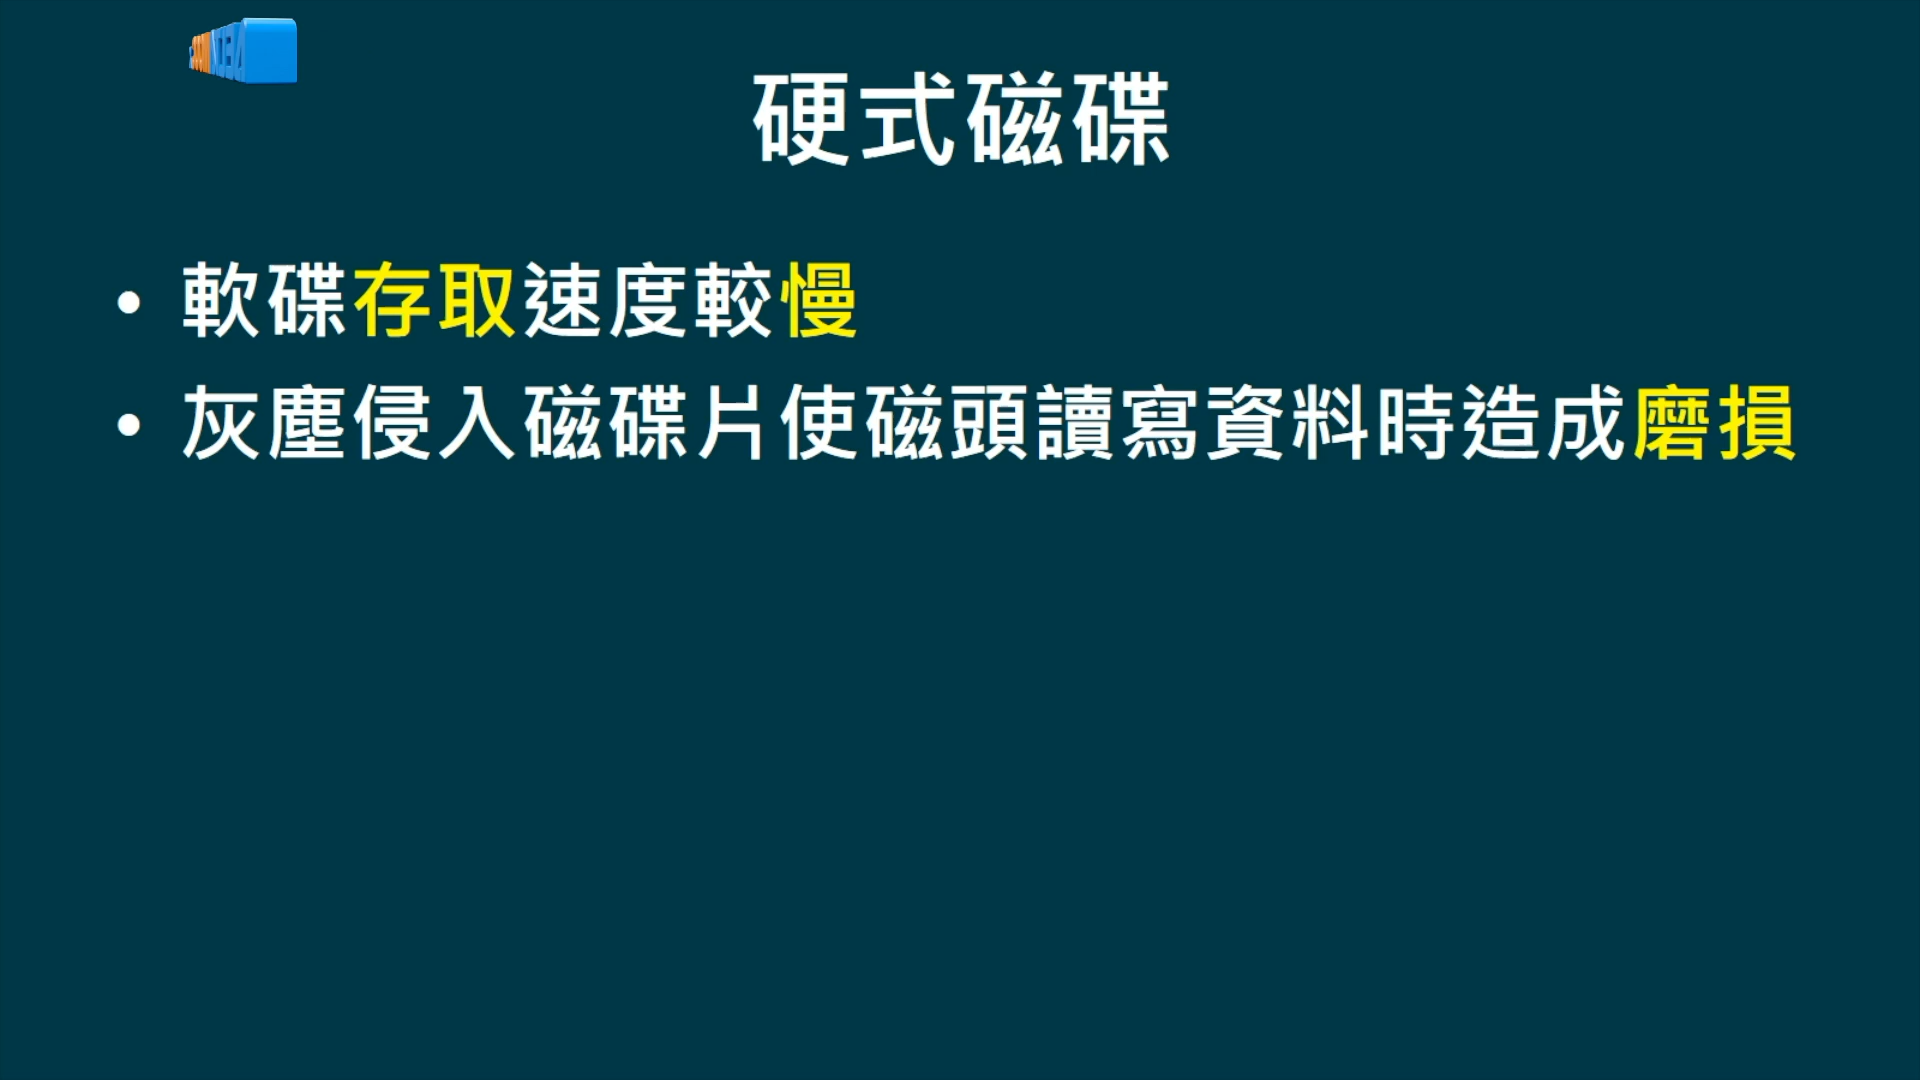 硬式磁碟
• 軟碟存取速度較慢
• 灰塵侵入磁碟片使磁頭讀寫資料時造成磨損